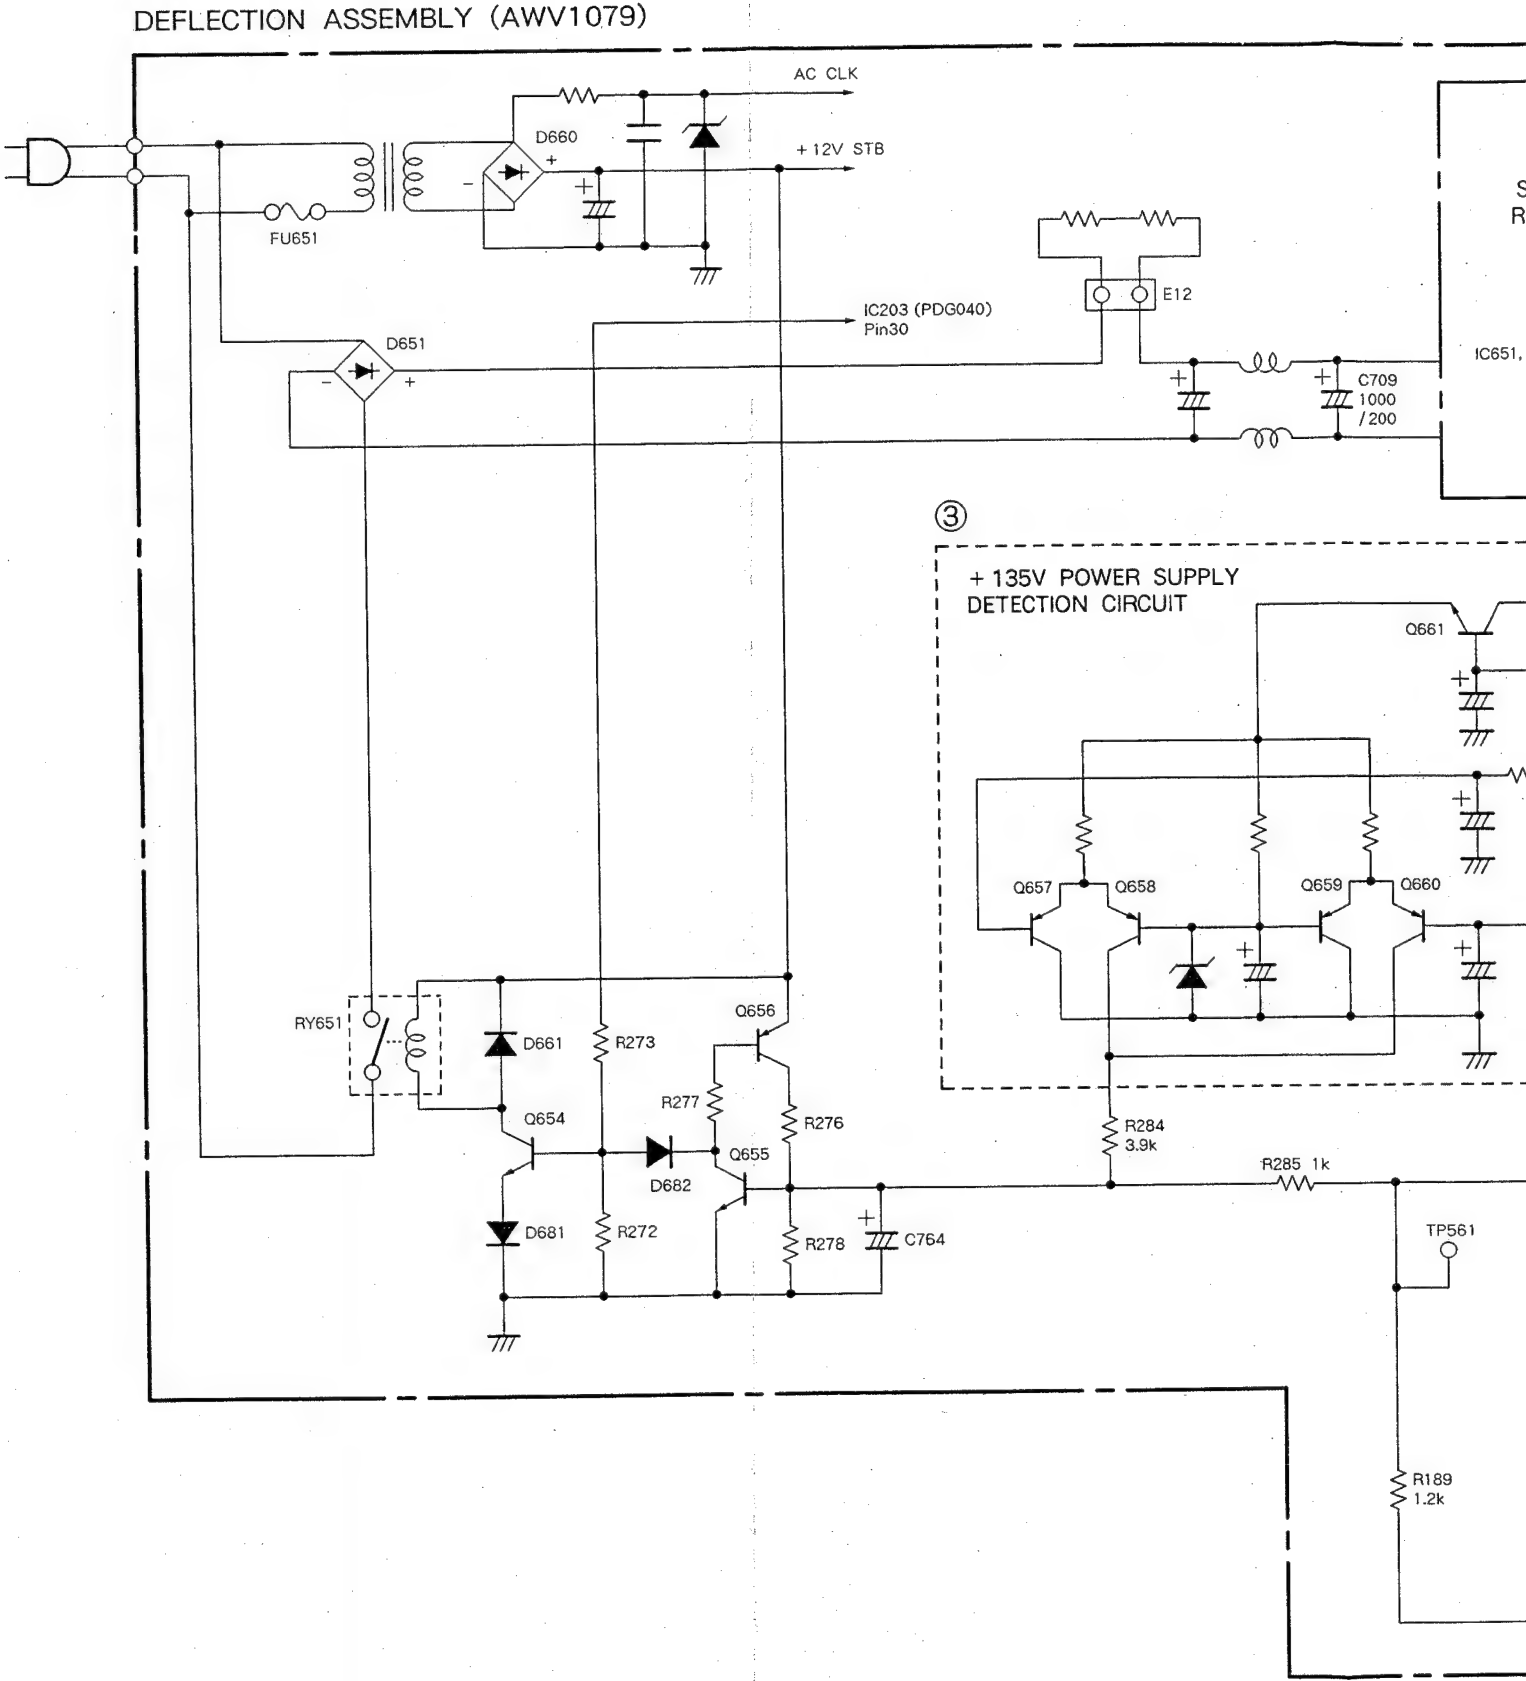 DEFLECTION ASSEMBLY (AWV1079)
AC CLK
D660
+
-
+12V STB
+
FU651
S
R
E12
IC203 (PDG040)
Pin30
D651
-
+
IC651,
+
+
C709
1000
/200
③
+135V POWER SUPPLY
DETECTION CIRCUIT
Q661
+
+
Q657
Q658
Q659
Q660
+
+
RY651
D661
R273
Q656
R277
R276
Q654
Q655
D682
R284
3.9k
R285 1k
D681
R272
R278
+
C764
TP561
R189
1.2k